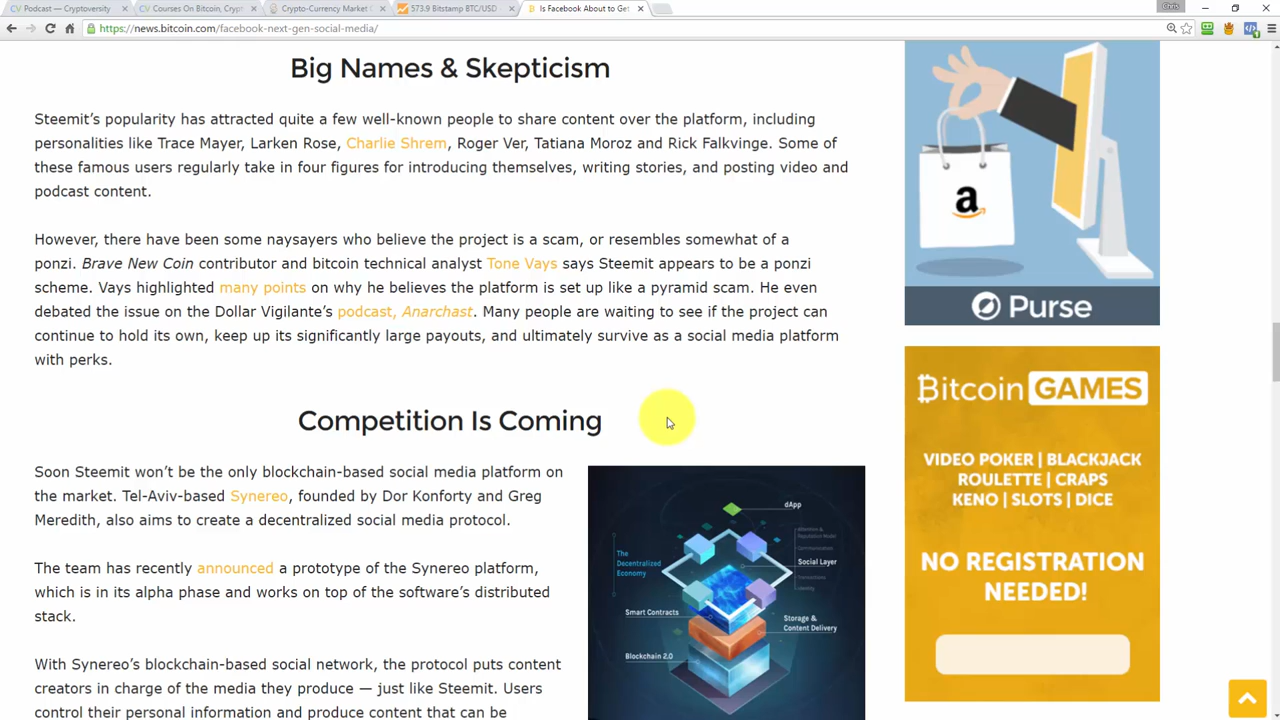 Podcast — Cryptoversity
Courses On Bitcoin, Crypt
Crypto-Currency Market C
573.9 Bitstamp BTC/USD
Is Facebook About to Get
Chris
https://news.bitcoin.com/facebook-next-gen-social-media/
Big Names & Skepticism
Steemit’s popularity has attracted quite a few well-known people to share content over the platform, including
personalities like Trace Mayer, Larken Rose, Charlie Shrem, Roger Ver, Tatiana Moroz and Rick Falkvinge. Some of
these famous users regularly take in four figures for introducing themselves, writing stories, and posting video and
podcast content.
However, there have been some naysayers who believe the project is a scam, or resembles somewhat of a
ponzi. Brave New Coin contributor and bitcoin technical analyst Tone Vays says Steemit appears to be a ponzi
scheme. Vays highlighted many points on why he believes the platform is set up like a pyramid scam. He even
debated the issue on the Dollar Vigilante’s podcast, Anarchast. Many people are waiting to see if the project can
continue to hold its own, keep up its significantly large payouts, and ultimately survive as a social media platform
with perks.
Competition Is Coming
Soon Steemit won’t be the only blockchain-based social media platform on
the market. Tel-Aviv-based Synereo, founded by Dor Konforty and Greg
Meredith, also aims to create a decentralized social media protocol.
The team has recently announced a prototype of the Synereo platform,
which is in its alpha phase and works on top of the software’s distributed
stack.
With Synereo’s blockchain-based social network, the protocol puts content
creators in charge of the media they produce — just like Steemit. Users
control their personal information and produce content that can be
dApp
Attention &
Reputation Model
Communication
The
Decentralized
Economy
Social Layer
Transactions
Identity
Smart Contracts
Storage &
Content Delivery
Blockchain 2.0
a
Purse
Bitcoin GAMES
VIDEO POKER | BLACKJACK
ROULETTE | CRAPS
KENO | SLOTS | DICE
NO REGISTRATION
NEEDED!